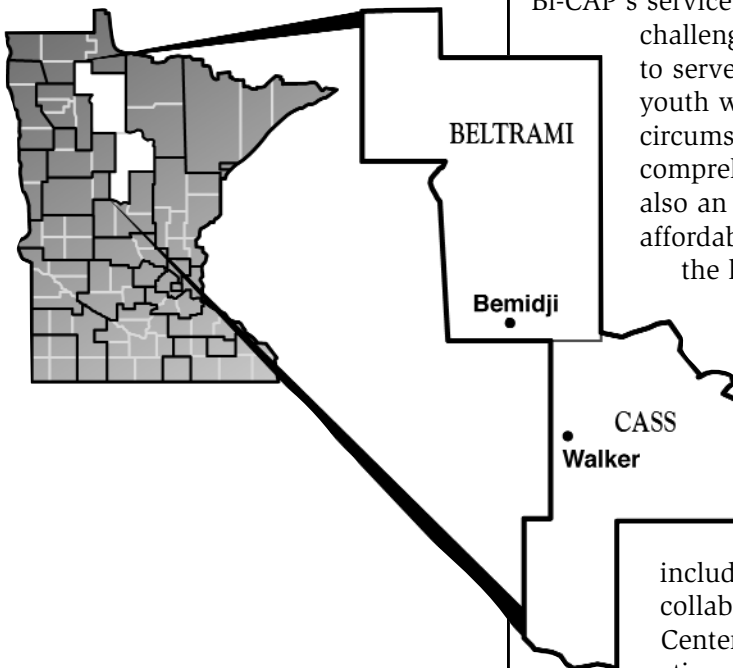 Bi-CAP's service
challeng
to serve
youth w
circums
compreh
also an
affordab
the
BELTRAMI
Bemidji
CASS
Walker
includ
collab
Center